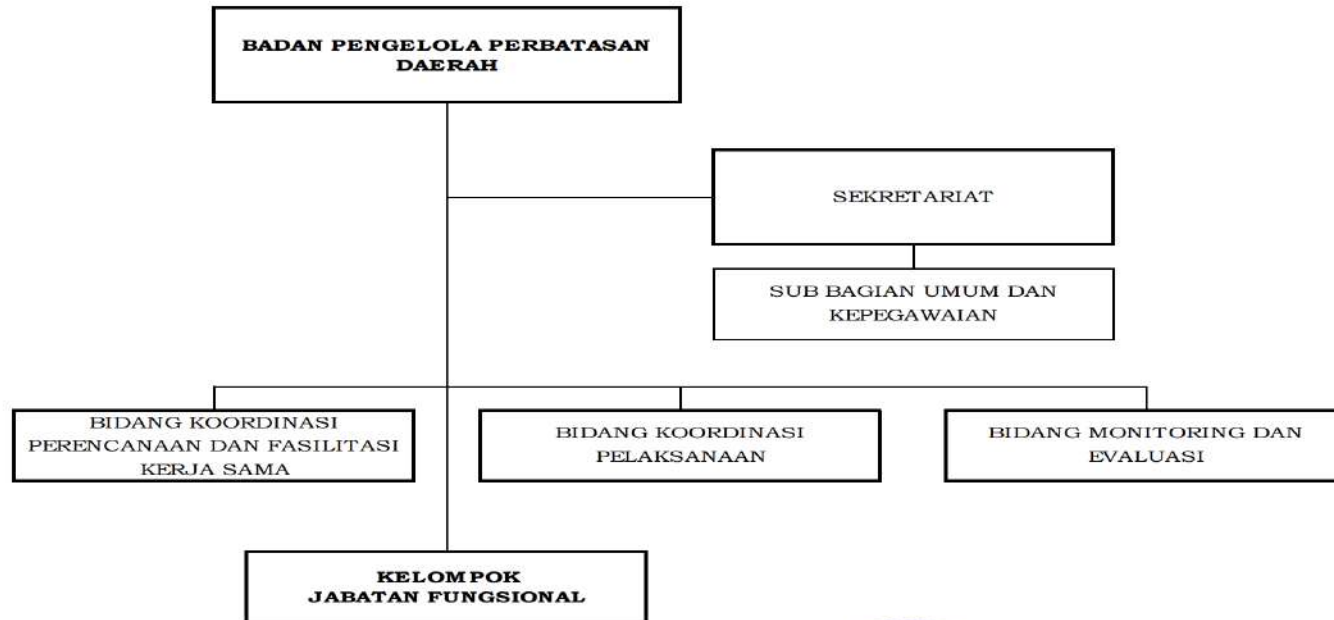 BADAN PENGELOLA PERBATASAN
DAERAH
SEKRETARIAT
SUB BAGIAN UMUM DAN
KEPEGAWAIAN
BIDANG KOORDINASI
PERENCANAAN DAN FASILITASI
KERJA SAMA
BIDANG KOORDINASI
PELAKSANAAN
BIDANG MONITORING DAN
EVALUASI
KELOMPOK
JABATAN FUNGSIONAL